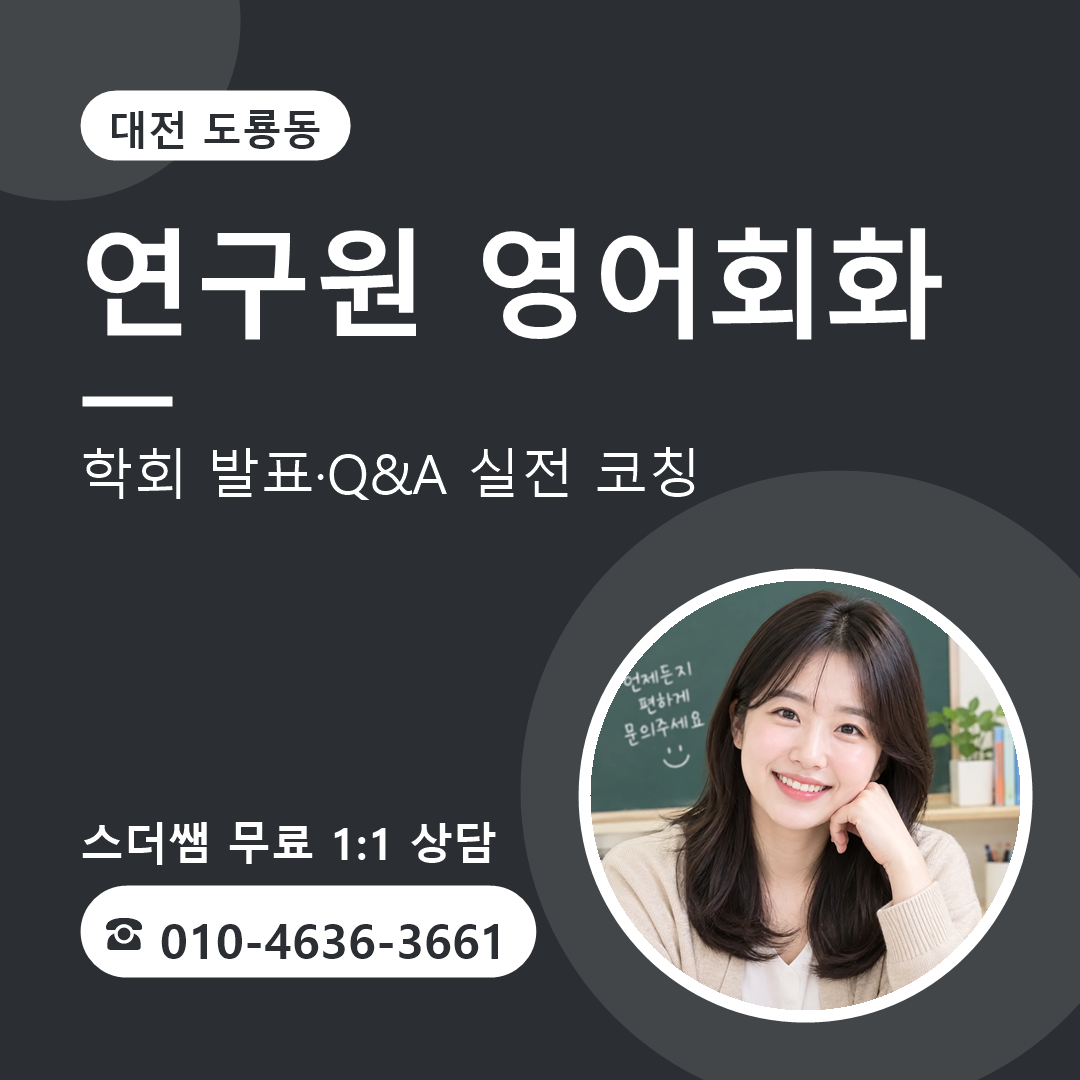 대전 도룡동
연구원 영어회화
학회 발표·Q&A 실전 코칭
언제든지
편하게
문의주세요
스더쌤 무료 1:1 상담
☎ 010-4636-3661